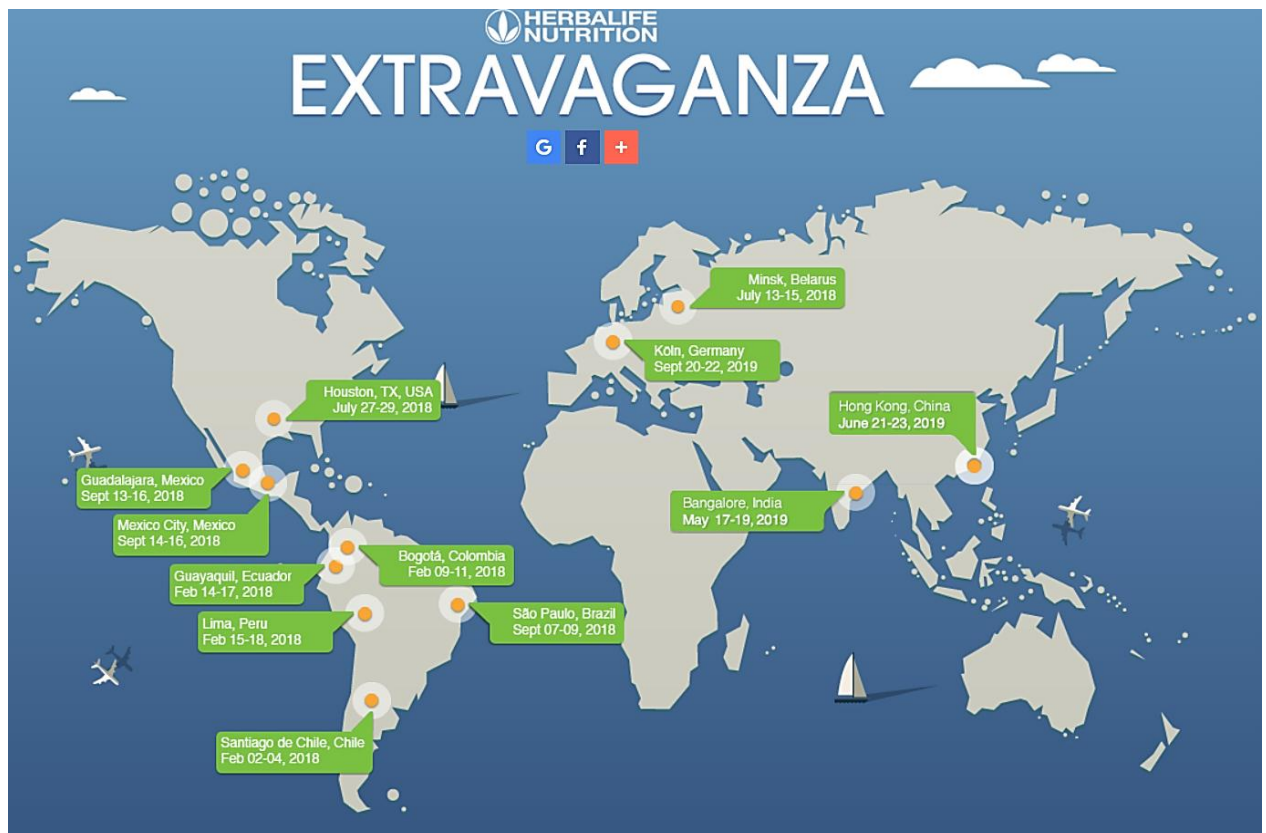 HERBALIFE
NUTRITION
EXTRAVAGANZA
G f +
Minsk, Belarus
July 13-15, 2018
Köln, Germany
Sept 20-22, 2019
Houston, TX, USA
July 27-29, 2018
Hong Kong, China
June 21-23, 2019
Guadalajara, Mexico
Sept 13-16, 2018
Bangalore, India
May 17-19, 2019
Mexico City, Mexico
Sept 14-16, 2018
Bogotá, Colombia
Feb 09-11, 2018
Guayaquil, Ecuador
Feb 14-17, 2018
São Paulo, Brazil
Sept 07-09, 2018
Lima, Peru
Feb 15-18, 2018
Santiago de Chile, Chile
Feb 02-04, 2018